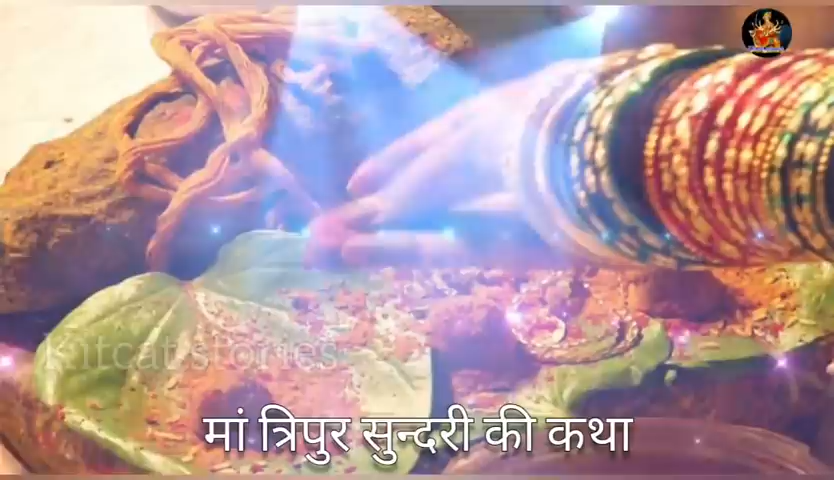 Kitcat stories
मां त्रिपुर सुन्दरी की कथा